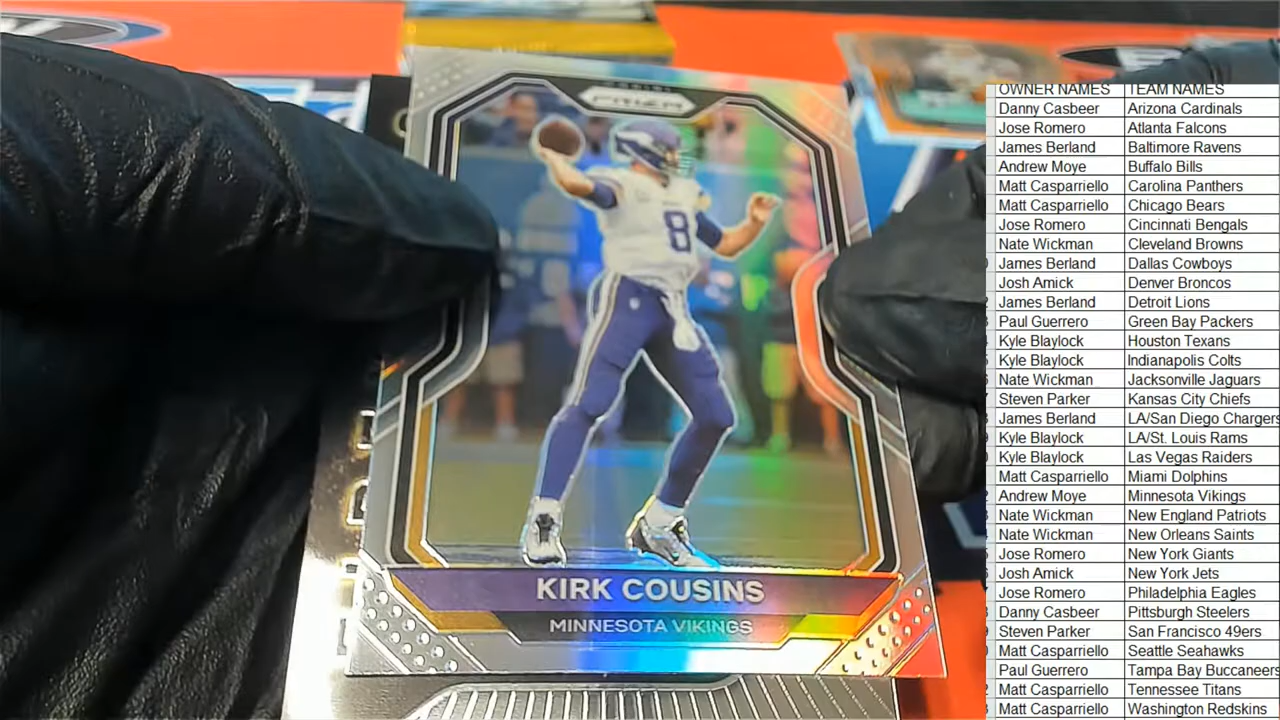 PANINI
PRIZM
8
KIRK COUSINS
MINNESOTA VIKINGS
OWNER NAMES TEAM NAMES
Danny Casbeer Arizona Cardinals
Jose Romero Atlanta Falcons
James Berland Baltimore Ravens
Andrew Moye Buffalo Bills
Matt Casparriello Carolina Panthers
Matt Casparriello Chicago Bears
Jose Romero Cincinnati Bengals
Nate Wickman Cleveland Browns
James Berland Dallas Cowboys
Josh Amick Denver Broncos
James Berland Detroit Lions
Paul Guerrero Green Bay Packers
Kyle Blaylock Houston Texans
Kyle Blaylock Indianapolis Colts
Nate Wickman Jacksonville Jaguars
Steven Parker Kansas City Chiefs
James Berland LA/San Diego Chargers
Kyle Blaylock LA/St. Louis Rams
Kyle Blaylock Las Vegas Raiders
Matt Casparriello Miami Dolphins
Andrew Moye Minnesota Vikings
Nate Wickman New England Patriots
Nate Wickman New Orleans Saints
Jose Romero New York Giants
Josh Amick New York Jets
Jose Romero Philadelphia Eagles
Danny Casbeer Pittsburgh Steelers
Steven Parker San Francisco 49ers
Matt Casparriello Seattle Seahawks
Paul Guerrero Tampa Bay Buccaneers
Matt Casparriello Tennessee Titans
Matt Casparriello Washington Redskins